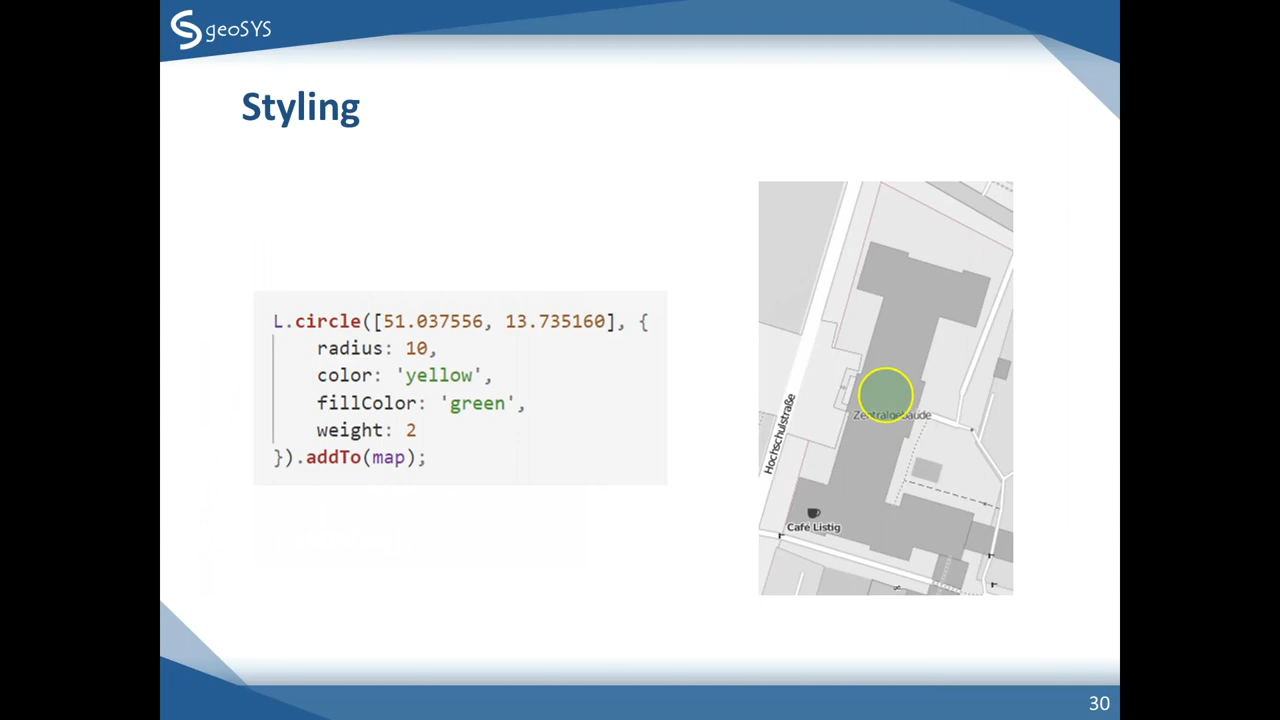 geoSYS
Styling
L.circle([51.037556, 13.735160], {
radius: 10,
color: 'yellow',
fillColor: 'green',
weight: 2
}).addTo(map);
Hochschulstraße
Zentralgebäude
Café Listig
30